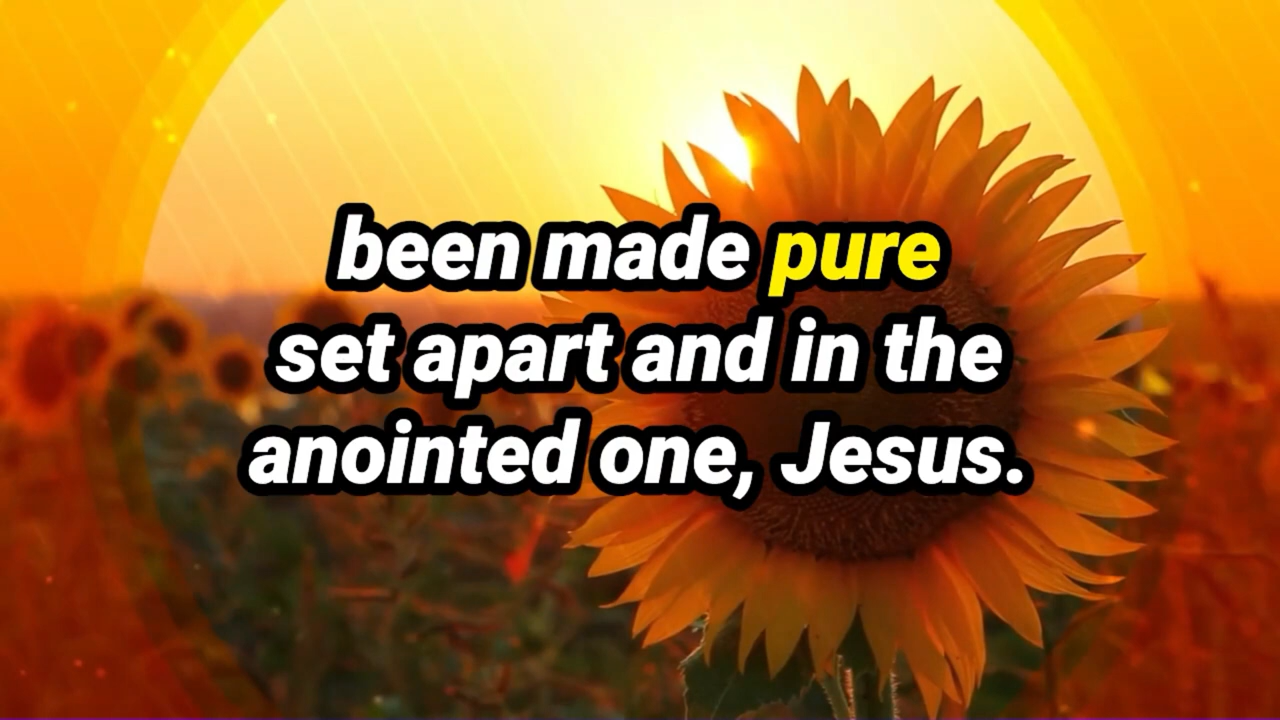 been made pure
set apart and in the
anointed one, Jesus.